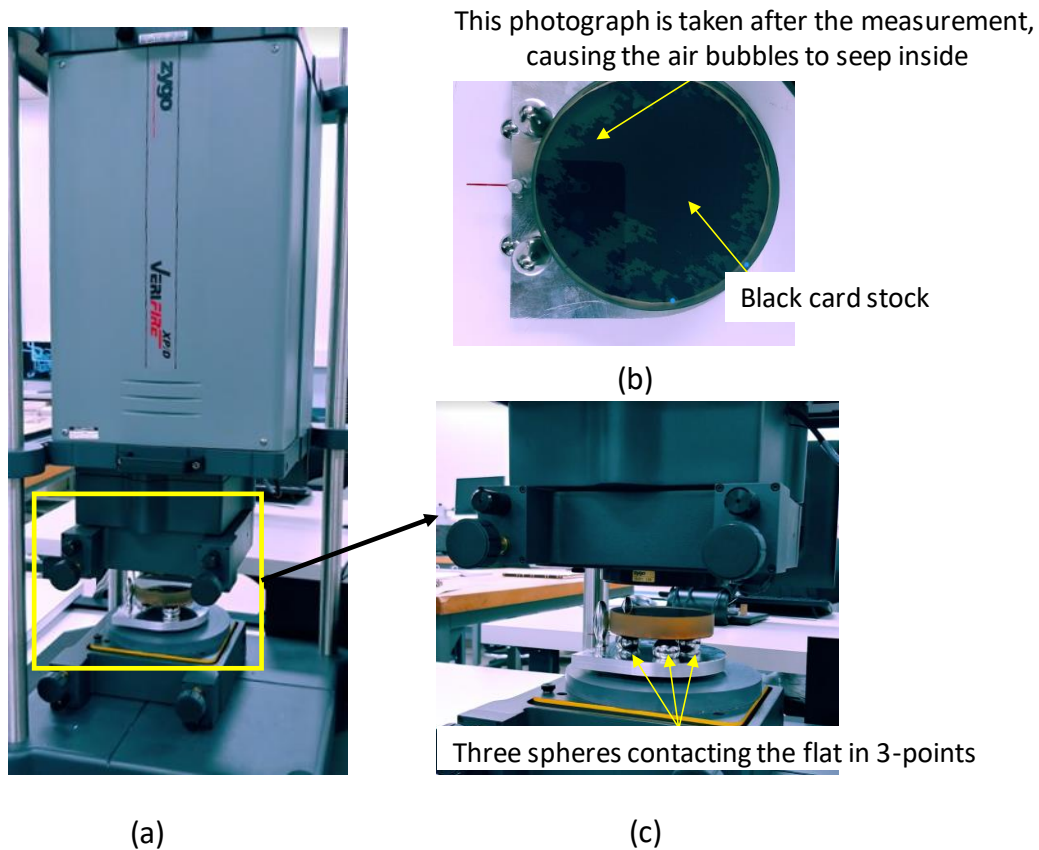 This photograph is taken after the measurement,
causing the air bubbles to seep inside
zygo
VERIFIRE
XP/D
Black card stock
(b)
Three spheres contacting the flat in 3-points
(a)
(c)